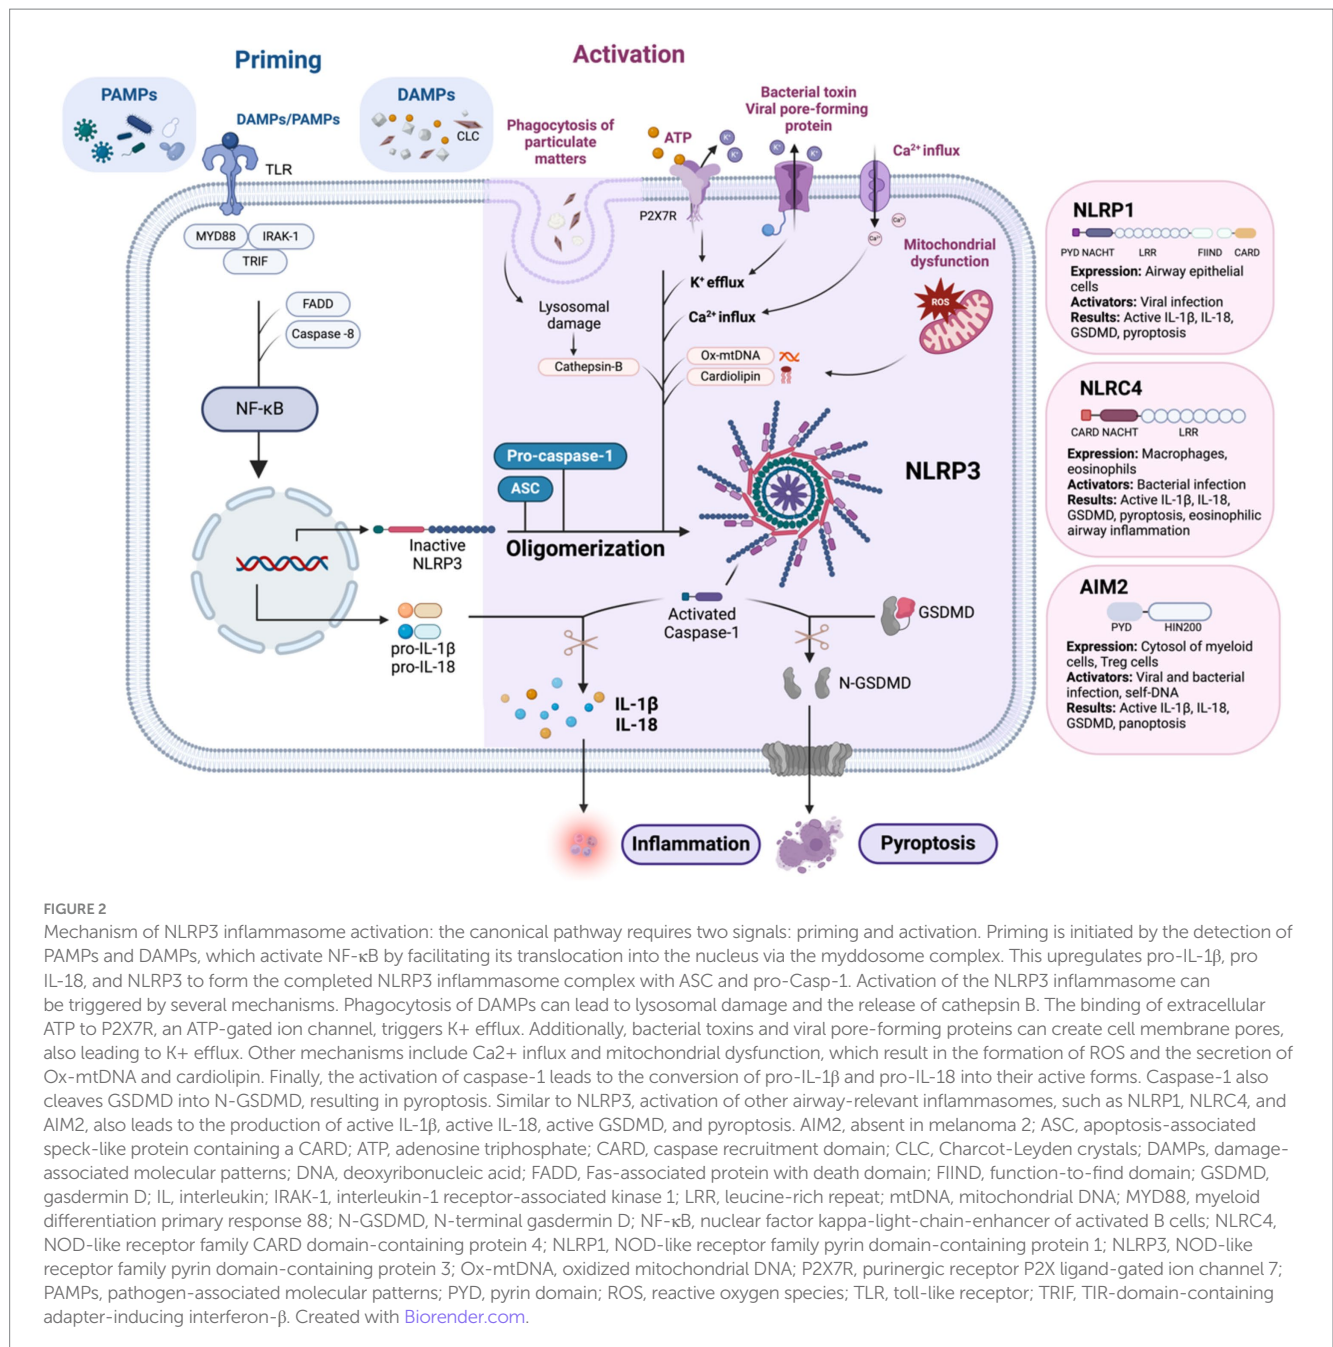 Priming
Activation
PAMPs
DAMPs/PAMPs
TLR
DAMPs
CLC
Phagocytosis of
particulate
matters
ATP
K⁺
K⁺
P2X7R
Bacterial toxin
Viral pore-forming
protein
K⁺
K⁺
Ca²⁺ influx
Ca²⁺
Ca²⁺
MYD88
IRAK-1
TRIF
FADD
Caspase -8
NF-κB
Lysosomal
damage
Cathepsin-B
K⁺ efflux
Ca²⁺ influx
Ox-mtDNA
Cardiolipin
Mitochondrial
dysfunction
ROS
Pro-caspase-1
ASC
Oligomerization
NLRP3
Inactive
NLRP3
pro-IL-1β
pro-IL-18
Activated
Caspase-1
GSDMD
N-GSDMD
IL-1β
IL-18
Inflammation
Pyroptosis
NLRP1
PYD NACHT LRR FIIND CARD
Expression: Airway epithelial
cells
Activators: Viral infection
Results: Active IL-1β, IL-18,
GSDMD, pyroptosis
NLRC4
CARD NACHT LRR
Expression: Macrophages,
eosinophils
Activators: Bacterial infection
Results: Active IL-1β, IL-18,
GSDMD, pyroptosis, eosinophilic
airway inflammation
AIM2
PYD HIN200
Expression: Cytosol of myeloid
cells, Treg cells
Activators: Viral and bacterial
infection, self-DNA
Results: Active IL-1β, IL-18,
GSDMD, panoptosis
FIGURE 2
Mechanism of NLRP3 inflammasome activation: the canonical pathway requires two signals: priming and activation. Priming is initiated by the detection of
PAMPs and DAMPs, which activate NF-κB by facilitating its translocation into the nucleus via the myddosome complex. This upregulates pro-IL-1β, pro
IL-18, and NLRP3 to form the completed NLRP3 inflammasome complex with ASC and pro-Casp-1. Activation of the NLRP3 inflammasome can
be triggered by several mechanisms. Phagocytosis of DAMPs can lead to lysosomal damage and the release of cathepsin B. The binding of extracellular
ATP to P2X7R, an ATP-gated ion channel, triggers K+ efflux. Additionally, bacterial toxins and viral pore-forming proteins can create cell membrane pores,
also leading to K+ efflux. Other mechanisms include Ca2+ influx and mitochondrial dysfunction, which result in the formation of ROS and the secretion of
Ox-mtDNA and cardiolipin. Finally, the activation of caspase-1 leads to the conversion of pro-IL-1β and pro-IL-18 into their active forms. Caspase-1 also
cleaves GSDMD into N-GSDMD, resulting in pyroptosis. Similar to NLRP3, activation of other airway-relevant inflammasomes, such as NLRP1, NLRC4, and
AIM2, also leads to the production of active IL-1β, active IL-18, active GSDMD, and pyroptosis. AIM2, absent in melanoma 2; ASC, apoptosis-associated
speck-like protein containing a CARD; ATP, adenosine triphosphate; CARD, caspase recruitment domain; CLC, Charcot-Leyden crystals; DAMPs, damage-
associated molecular patterns; DNA, deoxyribonucleic acid; FADD, Fas-associated protein with death domain; FIIND, function-to-find domain; GSDMD,
gasdermin D; IL, interleukin; IRAK-1, interleukin-1 receptor-associated kinase 1; LRR, leucine-rich repeat; mtDNA, mitochondrial DNA; MYD88, myeloid
differentiation primary response 88; N-GSDMD, N-terminal gasdermin D; NF-κB, nuclear factor kappa-light-chain-enhancer of activated B cells; NLRC4,
NOD-like receptor family CARD domain-containing protein 4; NLRP1, NOD-like receptor family pyrin domain-containing protein 1; NLRP3, NOD-like
receptor family pyrin domain-containing protein 3; Ox-mtDNA, oxidized mitochondrial DNA; P2X7R, purinergic receptor P2X ligand-gated ion channel 7;
PAMPs, pathogen-associated molecular patterns; PYD, pyrin domain; ROS, reactive oxygen species; TLR, toll-like receptor; TRIF, TIR-domain-containing
adapter-inducing interferon-β. Created with Biorender.com.